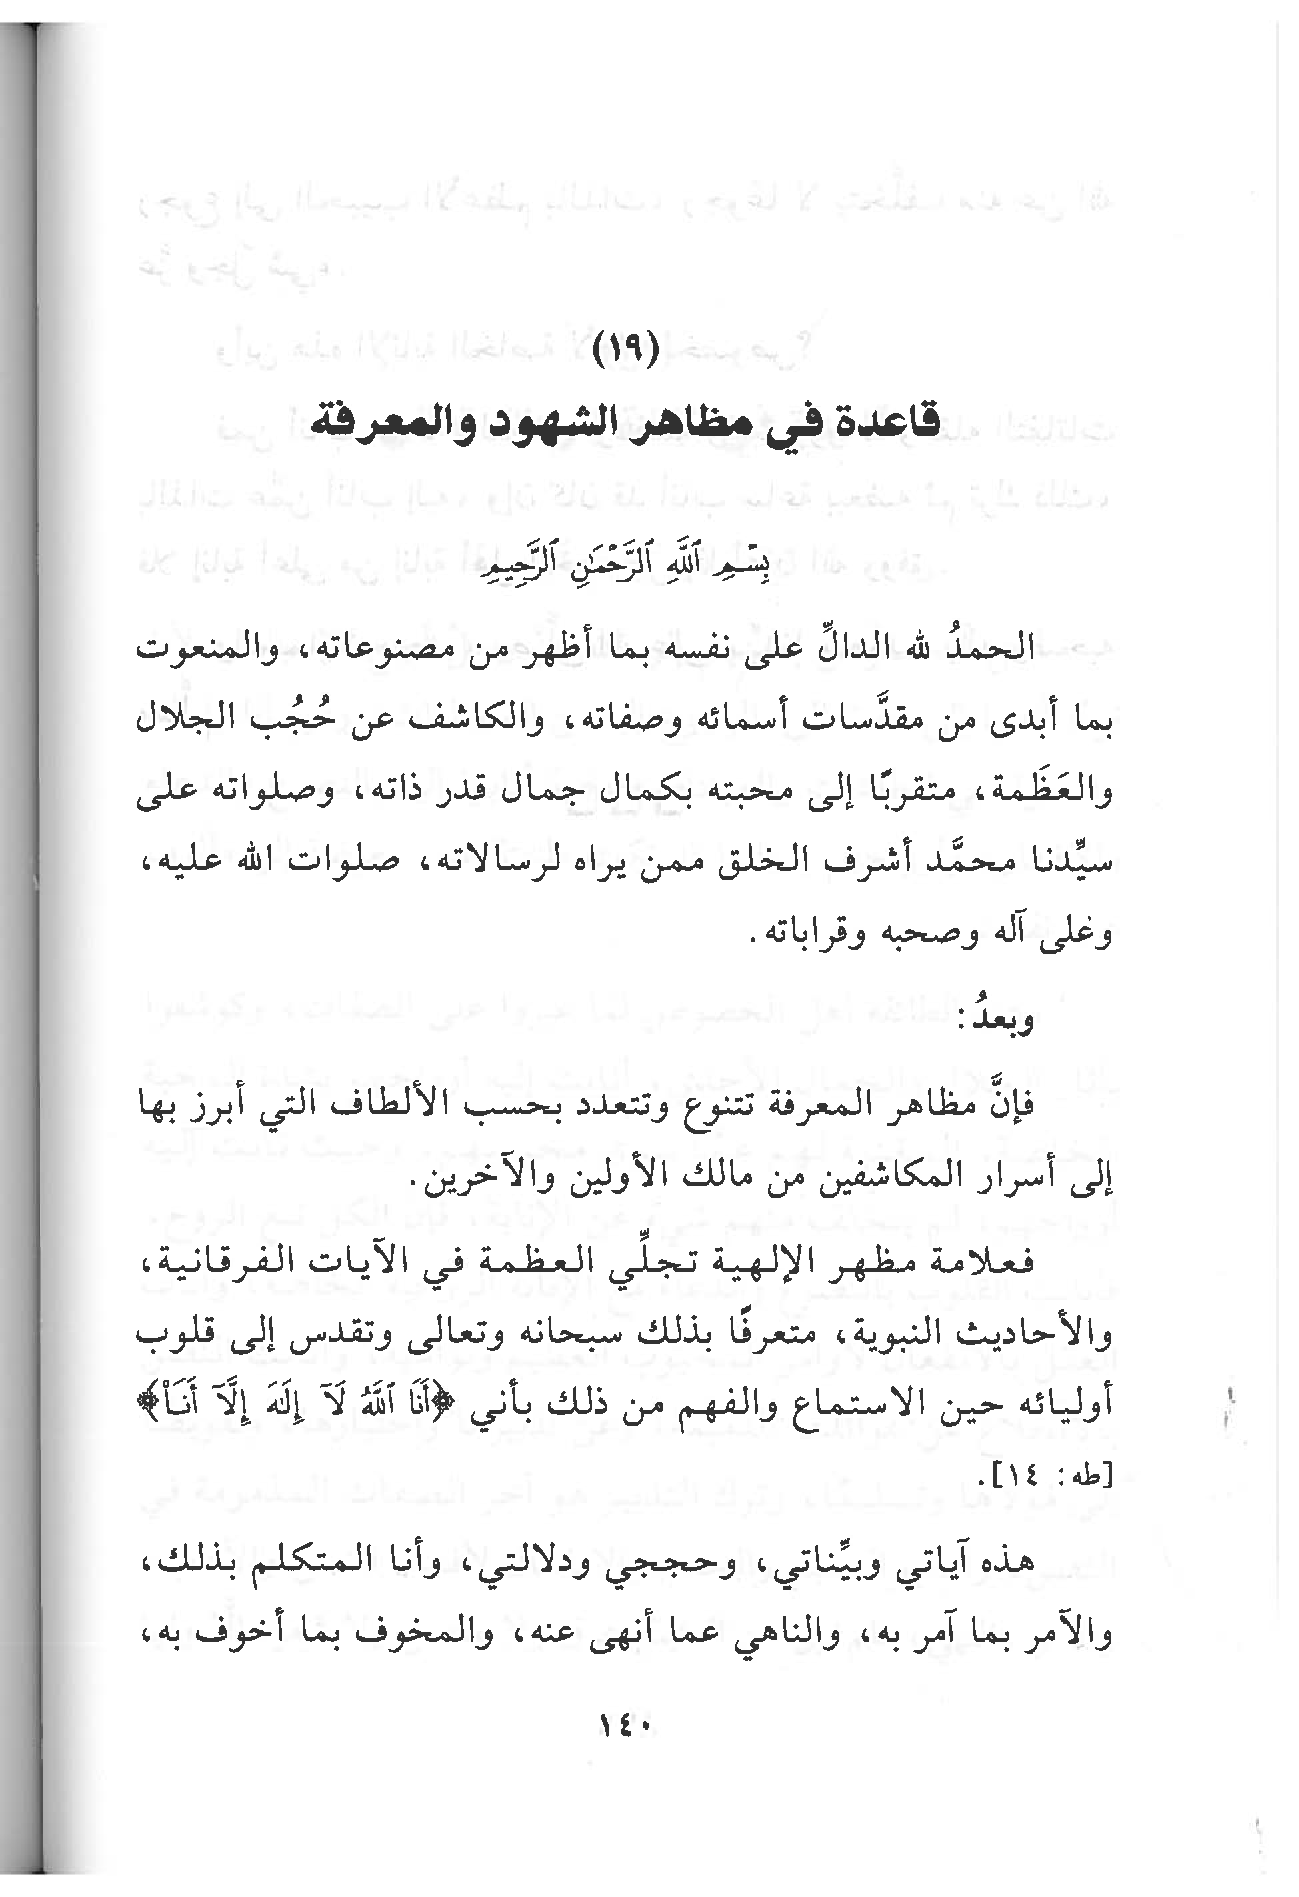 (١٩)
قاعدة في مظاهر الشهود والمعرفة
بِسْمِ ٱللَّهِ ٱلرَّحْمَٰنِ ٱلرَّحِيمِ
الحمدُ لله الدالِّ على نفسه بما أظهر من مصنوعاته، والمنعوت
بما أبدى من مقدَّسات أسمائه وصفاته، والكاشف عن حُجُب الجلال
والعَظَمة، متقربًا إلى محبته بكمال جمال قدر ذاته، وصلواته على
سيِّدنا محمَّد أشرف الخلق ممن يراه لرسالاته، صلوات الله عليه،
وعلى آله وصحبه وقراباته.
وبعدُ:
فإنَّ مظاهر المعرفة تتنوع وتتعدد بحسب الألطاف التي أبرز بها
إلى أسرار المكاشفين من مالك الأولين والآخرين.
فعلامة مظهر الإلهية تجلِّي العظمة في الآيات الفرقانية،
والأحاديث النبوية، متعرفًا بذلك سبحانه وتعالى وتقدس إلى قلوب
أوليائه حين الاستماع والفهم من ذلك بأني ﴿أَنَا ٱللَّهُ لَآ إِلَٰهَ إِلَّآ أَنَا۠﴾
[طه: ١٤].
هذه آياتي وبيِّناتي، وحججي ودلالتي، وأنا المتكلم بذلك،
والآمر بما آمر به، والناهي عما أنهى عنه، والمخوف بما أخوف به،
١٤٠